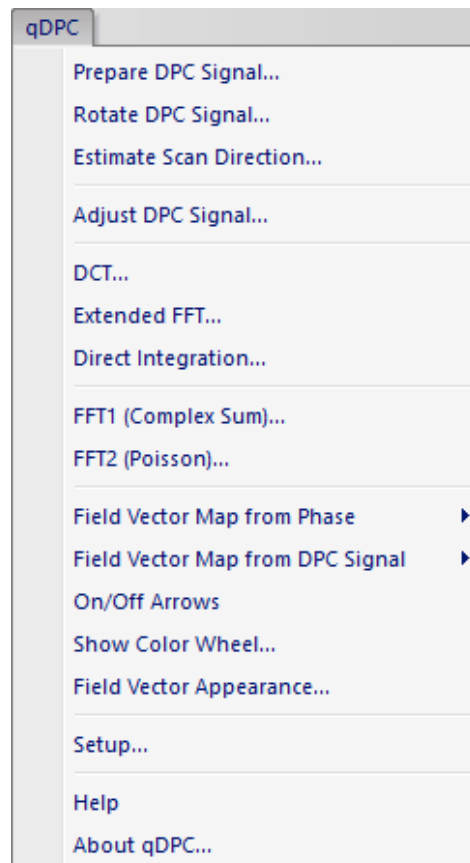 qDPC
Prepare DPC Signal...
Rotate DPC Signal...
Estimate Scan Direction...
Adjust DPC Signal...
DCT...
Extended FFT...
Direct Integration...
FFT1 (Complex Sum)...
FFT2 (Poisson)...
Field Vector Map from Phase
Field Vector Map from DPC Signal
On/Off Arrows
Show Color Wheel...
Field Vector Appearance...
Setup...
Help
About qDPC...